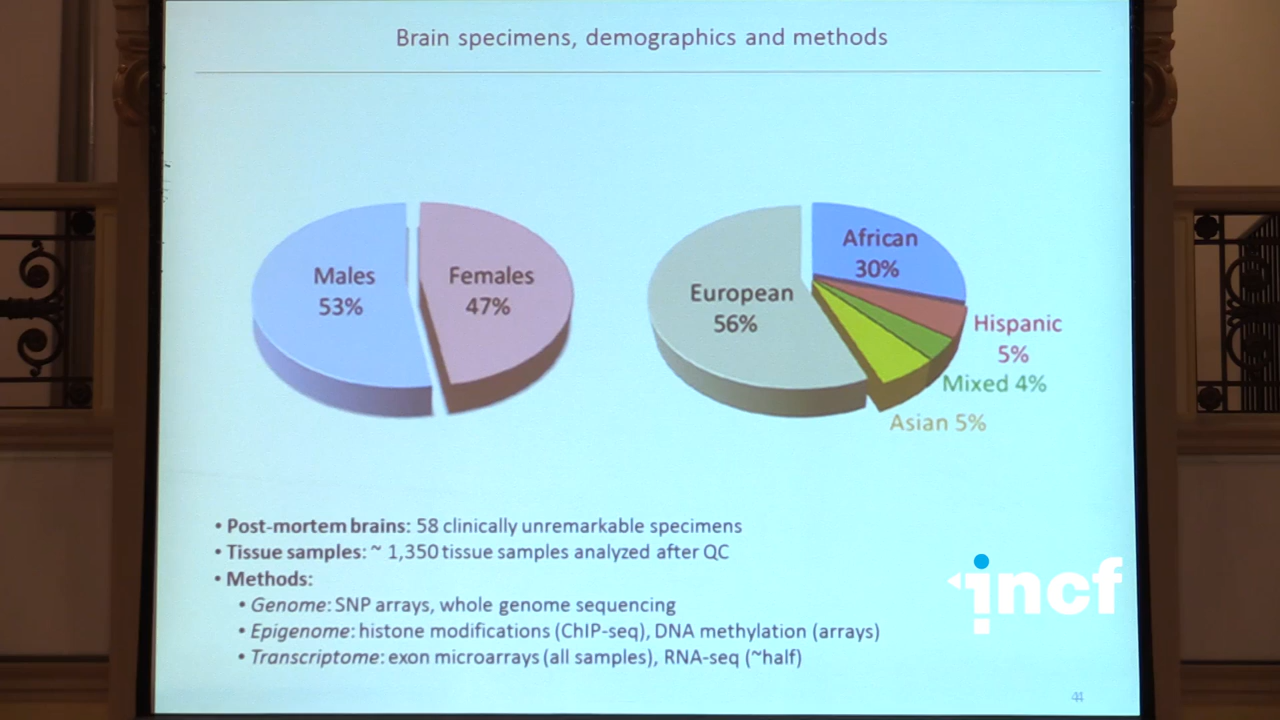 Brain specimens, demographics and methods
Males
53%
Females
47%
European
56%
African
30%
Hispanic
5%
Mixed 4%
Asian 5%
• Post-mortem brains: 58 clinically unremarkable specimens
• Tissue samples: ~ 1,350 tissue samples analyzed after QC
• Methods:
• Genome: SNP arrays, whole genome sequencing
• Epigenome: histone modifications (ChIP-seq), DNA methylation (arrays)
• Transcriptome: exon microarrays (all samples), RNA-seq (~half)
incf
44